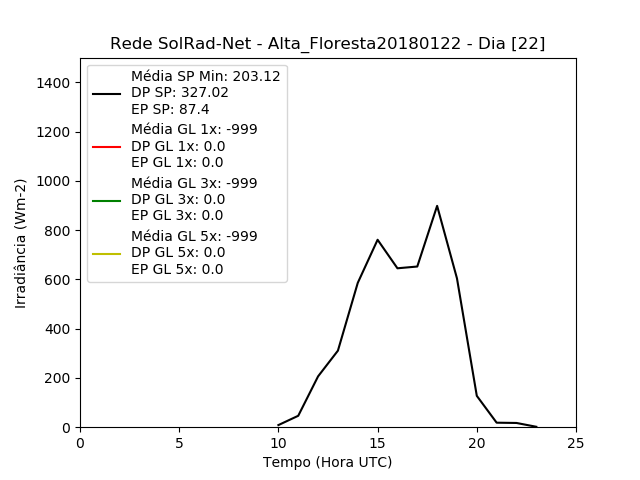 Rede SolRad-Net - Alta_Floresta20180122 - Dia [22]
Média SP Min: 203.12
DP SP: 327.02
EP SP: 87.4
Média GL 1x: -999
DP GL 1x: 0.0
EP GL 1x: 0.0
Média GL 3x: -999
DP GL 3x: 0.0
EP GL 3x: 0.0
Média GL 5x: -999
DP GL 5x: 0.0
EP GL 5x: 0.0
1400
1200
1000
800
600
400
200
0
Irradiância (Wm-2)
0 5 10 15 20 25
Tempo (Hora UTC)